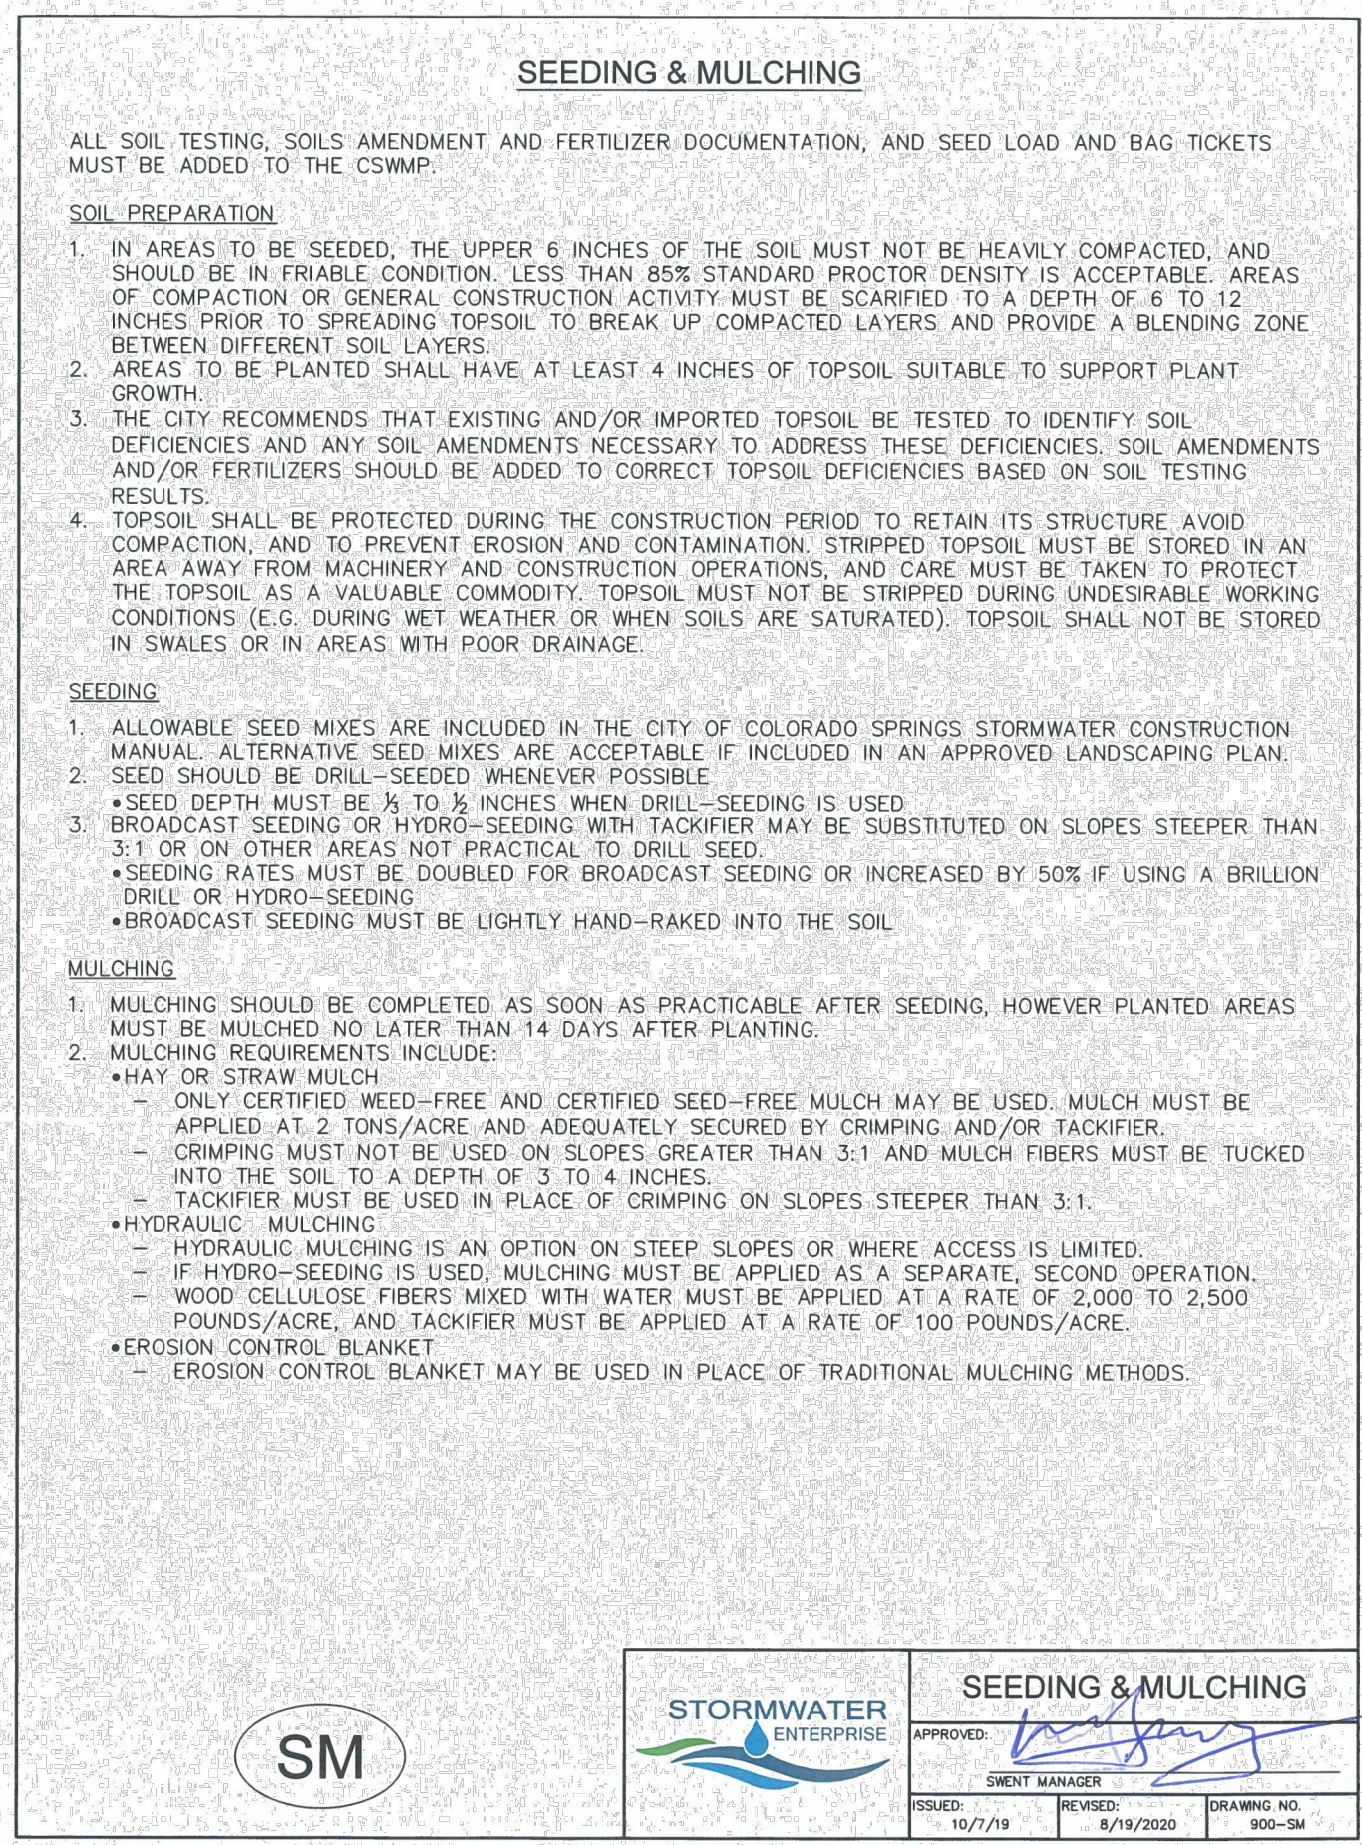 SEEDING & MULCHING
ALL SOIL TESTING, SOILS AMENDMENT AND FERTILIZER DOCUMENTATION, AND SEED LOAD AND BAG TICKETS
MUST BE ADDED TO THE CSWMP.
SOIL PREPARATION
1. IN AREAS TO BE SEEDED, THE UPPER 6 INCHES OF THE SOIL MUST NOT BE HEAVILY COMPACTED, AND
SHOULD BE IN FRIABLE CONDITION. LESS THAN 85% STANDARD PROCTOR DENSITY IS ACCEPTABLE. AREAS
OF COMPACTION OR GENERAL CONSTRUCTION ACTIVITY MUST BE SCARIFIED TO A DEPTH OF 6 TO 12
INCHES PRIOR TO SPREADING TOPSOIL TO BREAK UP COMPACTED LAYERS AND PROVIDE A BLENDING ZONE
BETWEEN DIFFERENT SOIL LAYERS.
2. AREAS TO BE PLANTED SHALL HAVE AT LEAST 4 INCHES OF TOPSOIL SUITABLE TO SUPPORT PLANT
GROWTH.
3. THE CITY RECOMMENDS THAT EXISTING AND/OR IMPORTED TOPSOIL BE TESTED TO IDENTIFY SOIL
DEFICIENCIES AND ANY SOIL AMENDMENTS NECESSARY TO ADDRESS THESE DEFICIENCIES. SOIL AMENDMENTS
AND/OR FERTILIZERS SHOULD BE ADDED TO CORRECT TOPSOIL DEFICIENCIES BASED ON SOIL TESTING
RESULTS.
4. TOPSOIL SHALL BE PROTECTED DURING THE CONSTRUCTION PERIOD TO RETAIN ITS STRUCTURE AVOID
COMPACTION, AND TO PREVENT EROSION AND CONTAMINATION. STRIPPED TOPSOIL MUST BE STORED IN AN
AREA AWAY FROM MACHINERY AND CONSTRUCTION OPERATIONS, AND CARE MUST BE TAKEN TO PROTECT
THE TOPSOIL AS A VALUABLE COMMODITY. TOPSOIL MUST NOT BE STRIPPED DURING UNDESIRABLE WORKING
CONDITIONS (E.G. DURING WET WEATHER OR WHEN SOILS ARE SATURATED). TOPSOIL SHALL NOT BE STORED
IN SWALES OR IN AREAS WITH POOR DRAINAGE.
SEEDING
1. ALLOWABLE SEED MIXES ARE INCLUDED IN THE CITY OF COLORADO SPRINGS STORMWATER CONSTRUCTION
MANUAL. ALTERNATIVE SEED MIXES ARE ACCEPTABLE IF INCLUDED IN AN APPROVED LANDSCAPING PLAN.
2. SEED SHOULD BE DRILL-SEEDED WHENEVER POSSIBLE
•SEED DEPTH MUST BE ⅓ TO ½ INCHES WHEN DRILL-SEEDING IS USED
3. BROADCAST SEEDING OR HYDRO-SEEDING WITH TACKIFIER MAY BE SUBSTITUTED ON SLOPES STEEPER THAN
3:1 OR ON OTHER AREAS NOT PRACTICAL TO DRILL SEED.
•SEEDING RATES MUST BE DOUBLED FOR BROADCAST SEEDING OR INCREASED BY 50% IF USING A BRILLION
DRILL OR HYDRO-SEEDING
•BROADCAST SEEDING MUST BE LIGHTLY HAND-RAKED INTO THE SOIL
MULCHING
1. MULCHING SHOULD BE COMPLETED AS SOON AS PRACTICABLE AFTER SEEDING, HOWEVER PLANTED AREAS
MUST BE MULCHED NO LATER THAN 14 DAYS AFTER PLANTING.
2. MULCHING REQUIREMENTS INCLUDE:
•HAY OR STRAW MULCH
- ONLY CERTIFIED WEED-FREE AND CERTIFIED SEED-FREE MULCH MAY BE USED. MULCH MUST BE
APPLIED AT 2 TONS/ACRE AND ADEQUATELY SECURED BY CRIMPING AND/OR TACKIFIER.
- CRIMPING MUST NOT BE USED ON SLOPES GREATER THAN 3:1 AND MULCH FIBERS MUST BE TUCKED
INTO THE SOIL TO A DEPTH OF 3 TO 4 INCHES.
- TACKIFIER MUST BE USED IN PLACE OF CRIMPING ON SLOPES STEEPER THAN 3:1.
•HYDRAULIC MULCHING
- HYDRAULIC MULCHING IS AN OPTION ON STEEP SLOPES OR WHERE ACCESS IS LIMITED.
- IF HYDRO-SEEDING IS USED, MULCHING MUST BE APPLIED AS A SEPARATE, SECOND OPERATION.
- WOOD CELLULOSE FIBERS MIXED WITH WATER MUST BE APPLIED AT A RATE OF 2,000 TO 2,500
POUNDS/ACRE, AND TACKIFIER MUST BE APPLIED AT A RATE OF 100 POUNDS/ACRE.
•EROSION CONTROL BLANKET
- EROSION CONTROL BLANKET MAY BE USED IN PLACE OF TRADITIONAL MULCHING METHODS.
SM
STORMWATER
ENTERPRISE
SEEDING & MULCHING
APPROVED:
SWENT MANAGER
ISSUED:
10/7/19
REVISED:
8/19/2020
DRAWING NO.
900-SM